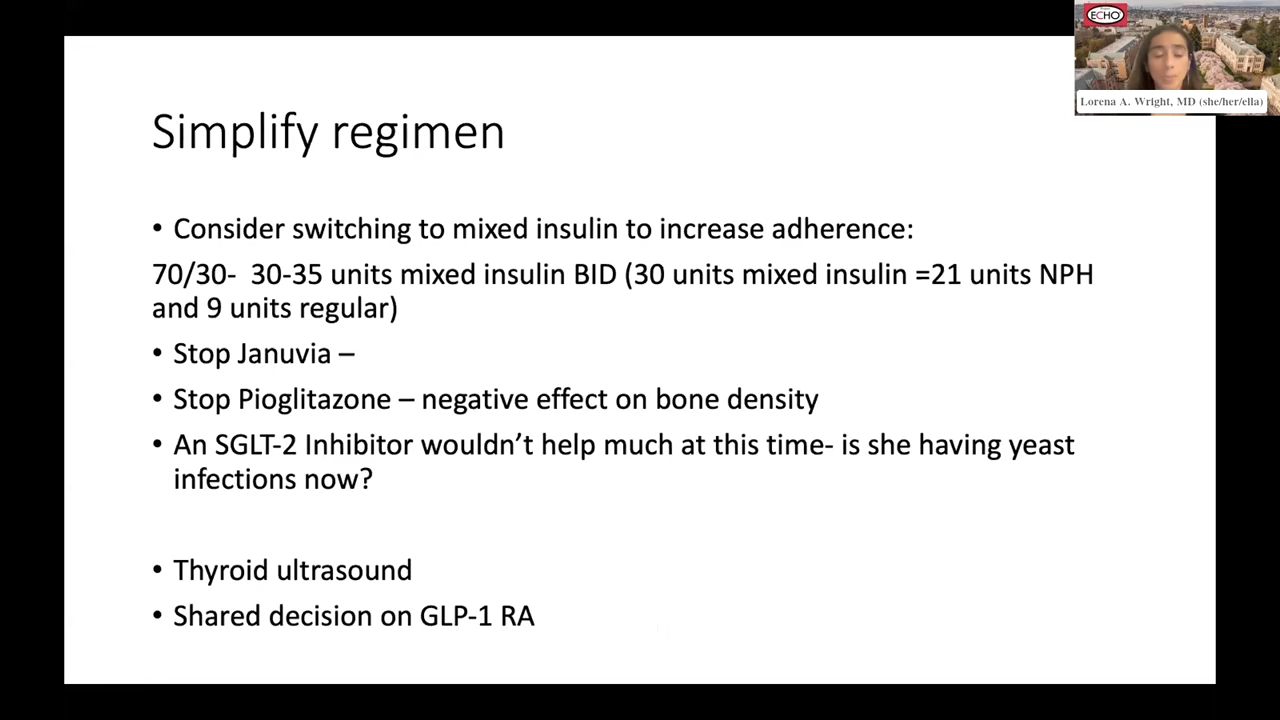 ECHO
Lorena A. Wright, MD (she/her/ella)
Simplify regimen
• Consider switching to mixed insulin to increase adherence:
70/30- 30-35 units mixed insulin BID (30 units mixed insulin =21 units NPH
and 9 units regular)
• Stop Januvia –
• Stop Pioglitazone – negative effect on bone density
• An SGLT-2 Inhibitor wouldn’t help much at this time- is she having yeast
infections now?
• Thyroid ultrasound
• Shared decision on GLP-1 RA